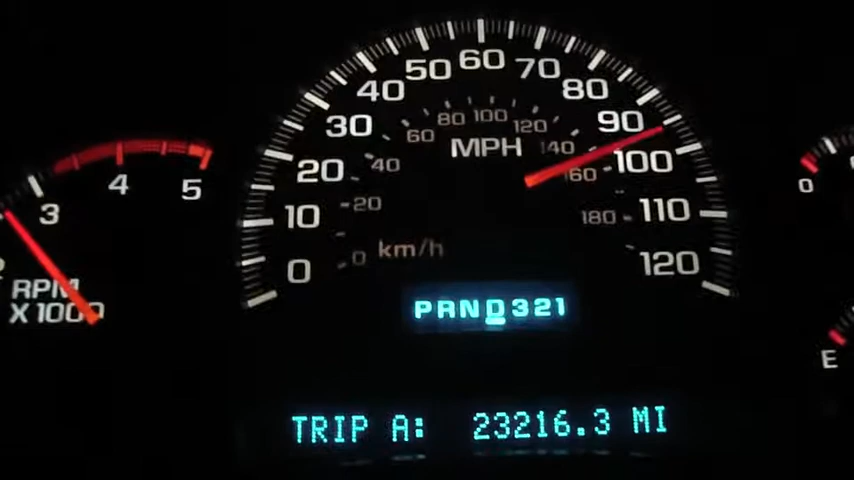 60
50 70
40 80
80 100
60 120
30 90
MPH 140
20 40 160 100
4 5
3
10 20 180 110
km/h
0 0 120
RPM
X1000
PRND321
0
E
TRIP A: 23216.3 MI